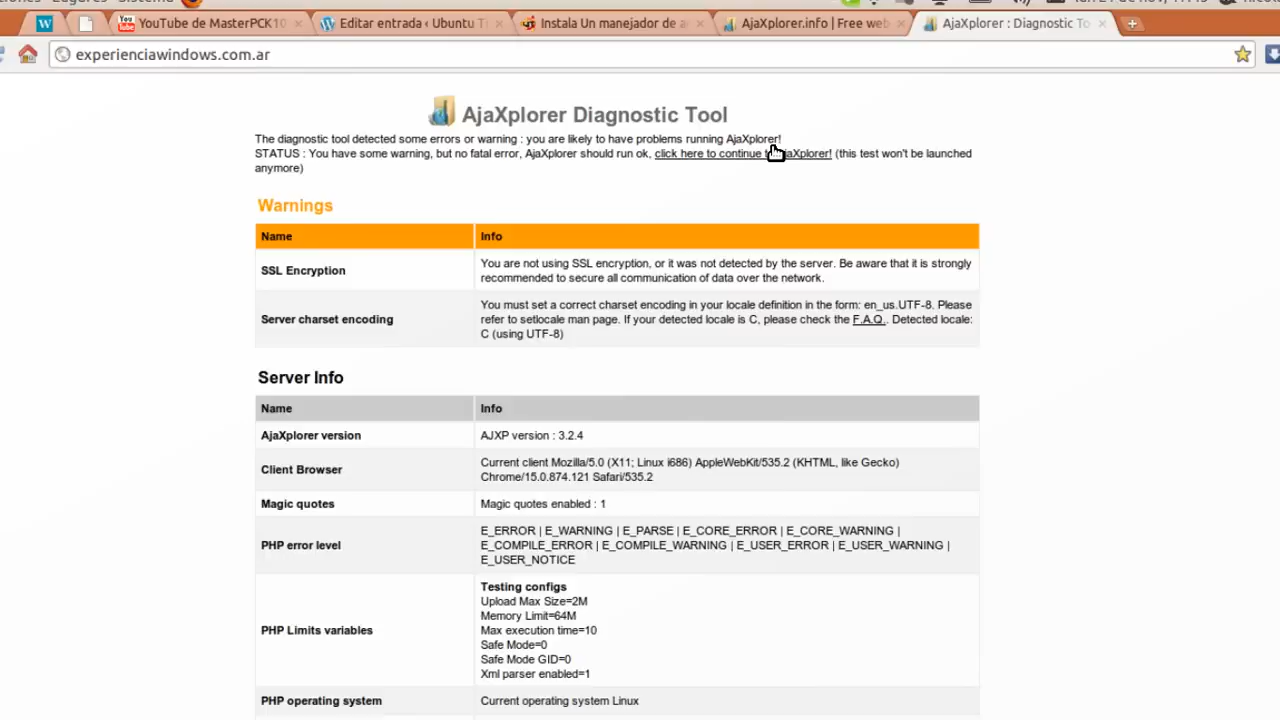 YouTube de MasterPCK10
Editar entrada ‹ Ubuntu Ti
Instala Un manejador de a
AjaXplorer.info | Free web
AjaXplorer : Diagnostic To
experienciawindows.com.ar
AjaXplorer Diagnostic Tool
The diagnostic tool detected some errors or warning : you are likely to have problems running AjaXplorer!
STATUS : You have some warning, but no fatal error, AjaXplorer should run ok, click here to continue AjaXplorer! (this test won't be launched
anymore)
Warnings
Name Info
SSL Encryption
You are not using SSL encryption, or it was not detected by the server. Be aware that it is strongly
recommended to secure all communication of data over the network.
Server charset encoding
You must set a correct charset encoding in your locale definition in the form: en_us.UTF-8. Please
refer to setlocale man page. If your detected locale is C, please check the F.A.Q.. Detected locale:
C (using UTF-8)
Server Info
Name Info
AjaXplorer version AJXP version : 3.2.4
Client Browser
Current client Mozilla/5.0 (X11; Linux i686) AppleWebKit/535.2 (KHTML, like Gecko)
Chrome/15.0.874.121 Safari/535.2
Magic quotes Magic quotes enabled : 1
PHP error level
E_ERROR | E_WARNING | E_PARSE | E_CORE_ERROR | E_CORE_WARNING |
E_COMPILE_ERROR | E_COMPILE_WARNING | E_USER_ERROR | E_USER_WARNING |
E_USER_NOTICE
PHP Limits variables
Testing configs
Upload Max Size=2M
Memory Limit=64M
Max execution time=10
Safe Mode=0
Safe Mode GID=0
Xml parser enabled=1
PHP operating system Current operating system Linux